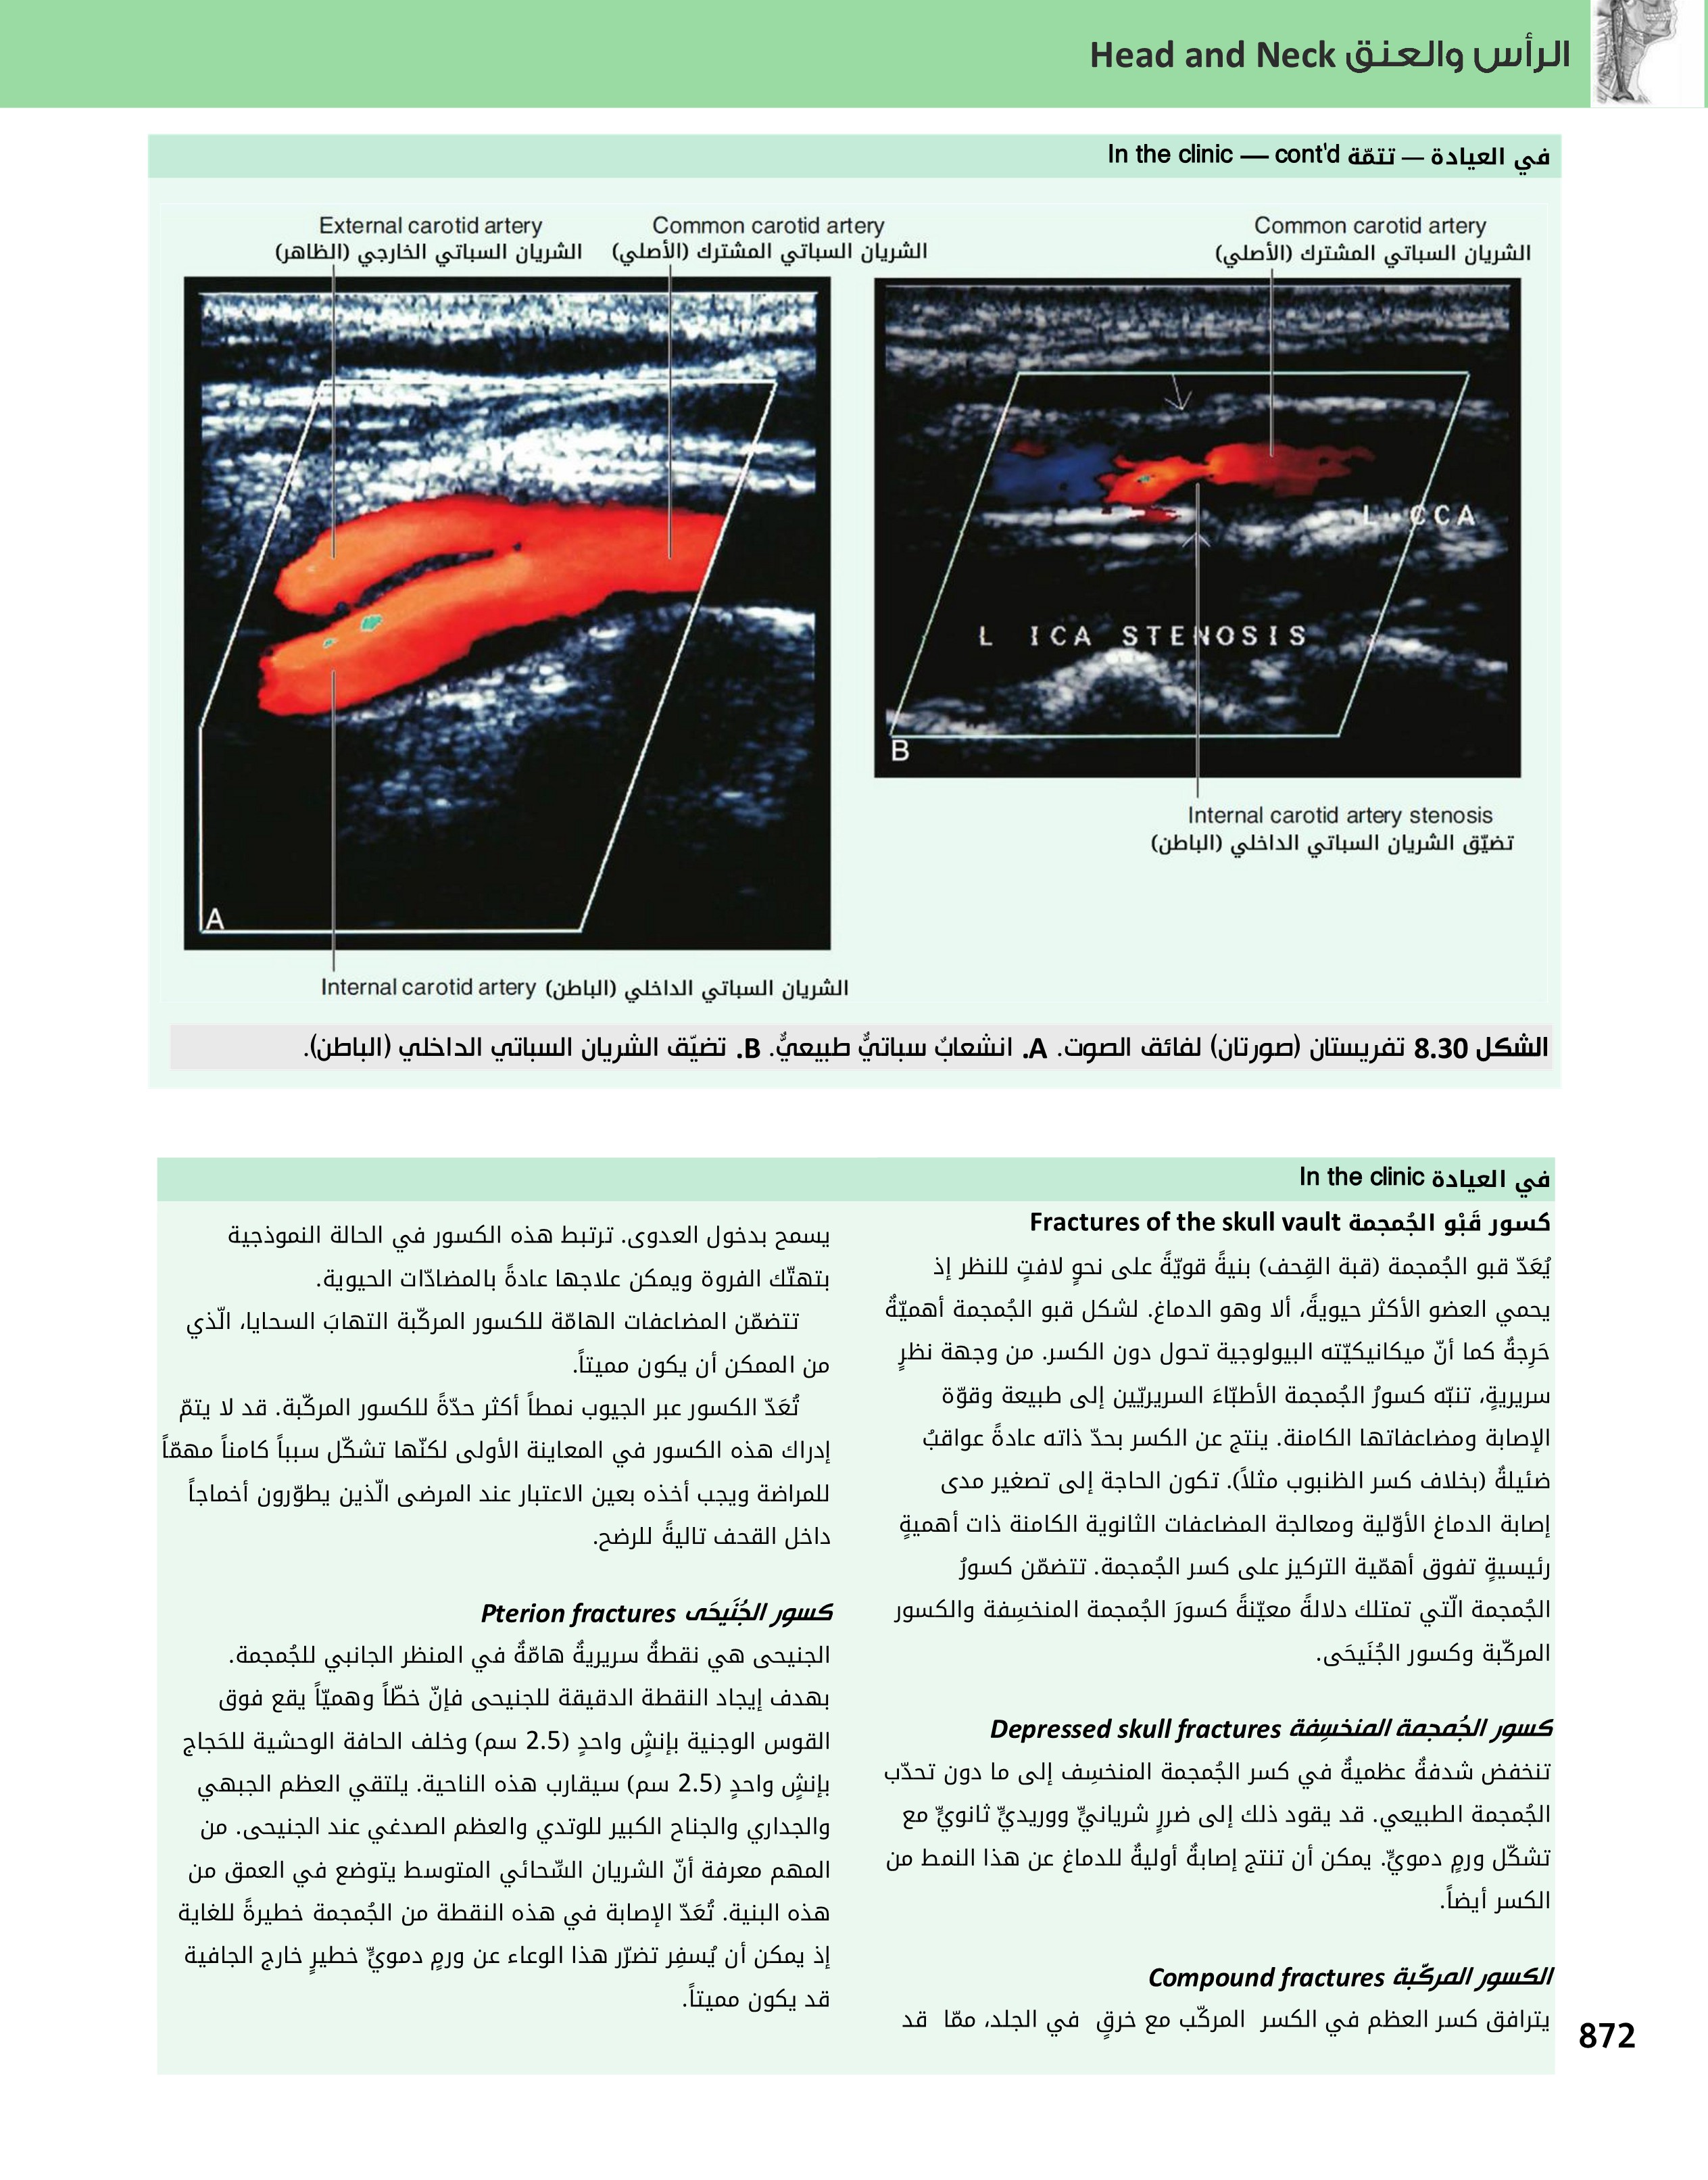 الرأس والعنق Head and Neck
في العيادة — تتمّة In the clinic — cont'd
External carotid artery
الشريان السباتي الخارجي (الظاهر)
Common carotid artery
الشريان السباتي المشترك (الأصلي)
Common carotid artery
الشريان السباتي المشترك (الأصلي)
L CCA
L ICA STENOSIS
B
A
Internal carotid artery stenosis
تضيّق الشريان السباتي الداخلي (الباطن)
Internal carotid artery الشريان السباتي الداخلي (الباطن)
الشكل 8.30 تفريستان (صورتان) لفائق الصوت. A. انشعابٌ سباتيٌّ طبيعيٌّ. B. تضيّق الشريان السباتي الداخلي (الباطن).
في العيادة In the clinic
كسور قَبْو الجُمجمة Fractures of the skull vault
يُعَدّ قبو الجُمجمة (قبة القِحف) بنيةً قويّةً على نحوٍ لافتٍ للنظر إذ
يحمي العضو الأكثر حيويةً، ألا وهو الدماغ. لشكل قبو الجُمجمة أهميّةٌ
حَرِجةٌ كما أنّ ميكانيكيّته البيولوجية تحول دون الكسر. من وجهة نظرٍ
سريريةٍ، تنبّه كسورُ الجُمجمة الأطبّاءَ السريريّين إلى طبيعة وقوّة
الإصابة ومضاعفاتها الكامنة. ينتج عن الكسر بحدّ ذاته عادةً عواقبُ
ضئيلةٌ (بخلاف كسر الظنبوب مثلاً). تكون الحاجة إلى تصغير مدى
إصابة الدماغ الأوّلية ومعالجة المضاعفات الثانوية الكامنة ذات أهميةٍ
رئيسيةٍ تفوق أهمّية التركيز على كسر الجُمجمة. تتضمّن كسورُ
الجُمجمة الّتي تمتلك دلالةً معيّنةً كسورَ الجُمجمة المنخسِفة والكسور
المركّبة وكسور الجُنَيحَى.
كسور الجُمجمة المنخسِفة Depressed skull fractures
تنخفض شدفةٌ عظميةٌ في كسر الجُمجمة المنخسِف إلى ما دون تحدّب
الجُمجمة الطبيعي. قد يقود ذلك إلى ضررٍ شريانيٍّ ووريديٍّ ثانويٍّ مع
تشكّل ورمٍ دمويٍّ. يمكن أن تنتج إصابةٌ أوليةٌ للدماغ عن هذا النمط من
الكسر أيضاً.
الكسور المركّبة Compound fractures
يترافق كسر العظم في الكسر المركّب مع خرقٍ في الجلد، ممّا قد
يسمح بدخول العدوى. ترتبط هذه الكسور في الحالة النموذجية
بتهتّك الفروة ويمكن علاجها عادةً بالمضادّات الحيوية.
تتضمّن المضاعفات الهامّة للكسور المركّبة التهابَ السحايا، الّذي
من الممكن أن يكون مميتاً.
تُعَدّ الكسور عبر الجيوب نمطاً أكثر حدّةً للكسور المركّبة. قد لا يتمّ
إدراك هذه الكسور في المعاينة الأولى لكنّها تشكّل سبباً كامناً مهمّاً
للمراضة ويجب أخذه بعين الاعتبار عند المرضى الّذين يطوّرون أخماجاً
داخل القحف تاليةً للرضح.
كسور الجُنَيحَى Pterion fractures
الجنيحى هي نقطةٌ سريريةٌ هامّةٌ في المنظر الجانبي للجُمجمة.
بهدف إيجاد النقطة الدقيقة للجنيحى فإنّ خطّاً وهميّاً يقع فوق
القوس الوجنية بإنشٍ واحدٍ (2.5 سم) وخلف الحافة الوحشية للحَجاج
بإنشٍ واحدٍ (2.5 سم) سيقارب هذه الناحية. يلتقي العظم الجبهي
والجداري والجناح الكبير للوتدي والعظم الصدغي عند الجنيحى. من
المهم معرفة أنّ الشريان السِّحائي المتوسط يتوضع في العمق من
هذه البنية. تُعَدّ الإصابة في هذه النقطة من الجُمجمة خطيرةً للغاية
إذ يمكن أن يُسفِر تضرّر هذا الوعاء عن ورمٍ دمويٍّ خطيرٍ خارج الجافية
قد يكون مميتاً.
872